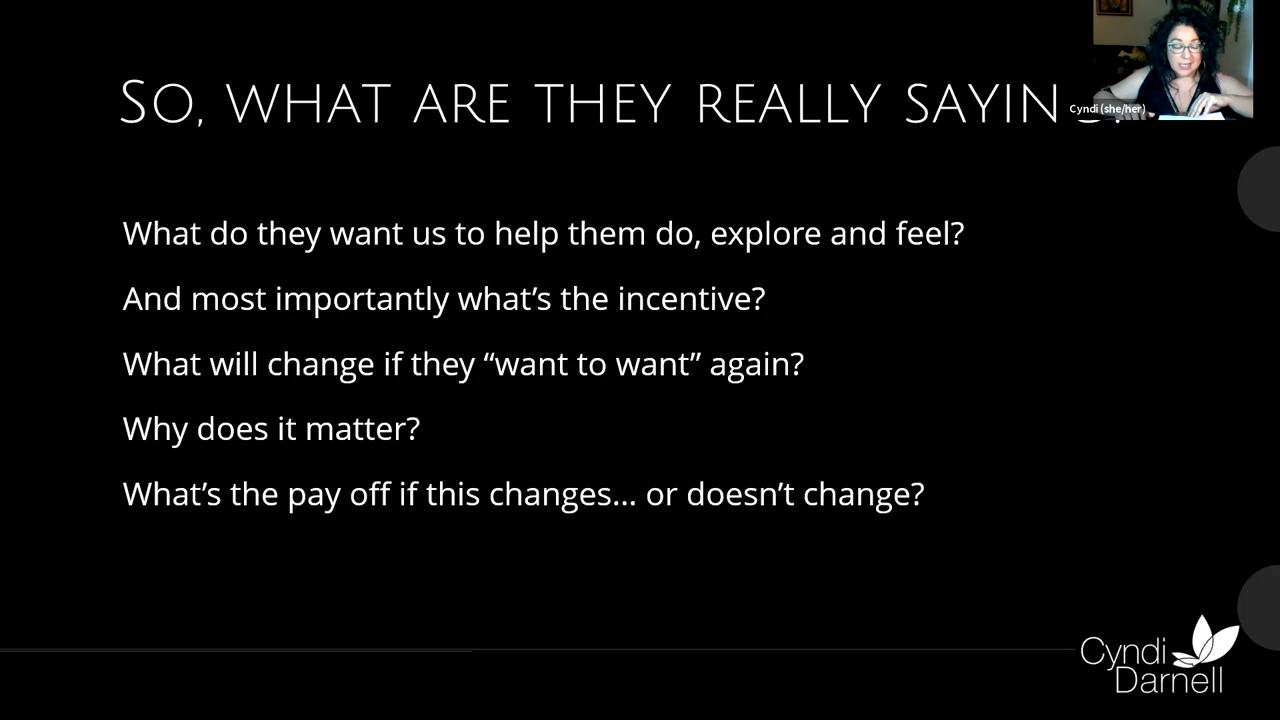 So, what are they really sayin
Cyndi (she/her)
What do they want us to help them do, explore and feel?
And most importantly what’s the incentive?
What will change if they “want to want” again?
Why does it matter?
What’s the pay off if this changes… or doesn’t change?
Cyndi
Darnell